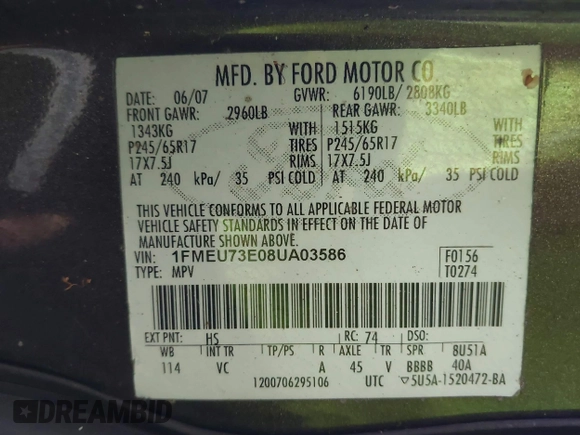 MFD. BY FORD MOTOR CO.
DATE: 06/07 GVWR: 6190LB/ 2808KG
FRONT GAWR: 2960LB REAR GAWR: 3340LB
1343KG WITH 1515KG WITH
P245/65R17 TIRES P245/65R17 TIRES
17X7.5J RIMS 17X7.5J RIMS
AT 240 kPa/ 35 PSI COLD AT 240 kPa/ 35 PSI COLD
THIS VEHICLE CONFORMS TO ALL APPLICABLE FEDERAL MOTOR
VEHICLE SAFETY STANDARDS IN EFFECT ON THE DATE OF
MANUFACTURE SHOWN ABOVE.
VIN: 1FMEU73E08UA03586 F0156
TYPE: MPV T0274
EXT PNT: HS RC: 74 DSO:
WB INT TR TP/PS R AXLE TR SPR 8U51A
114 VC A 45 V BBBB 40A
1200706295106 UTC ▽5U5A-1520472-BA
DREAMBID